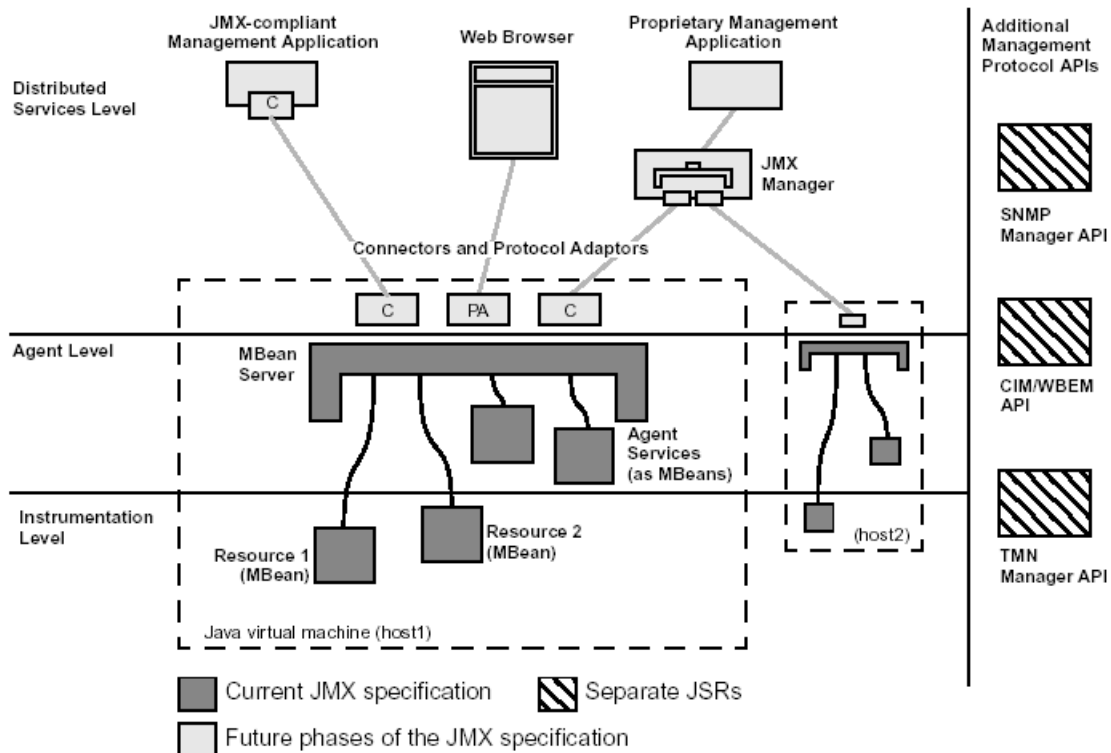 JMX-compliant
Management Application
Web Browser
Proprietary Management
Application
Additional
Management
Protocol APIs
Distributed
Services Level
C
JMX
Manager
SNMP
Manager API
Connectors and Protocol Adaptors
C
PA
C
Agent Level
MBean
Server
CIM/WBEM
API
Agent
Services
(as MBeans)
Instrumentation
Level
Resource 1
(MBean)
Resource 2
(MBean)
(host2)
TMN
Manager API
Java virtual machine (host1)
Current JMX specification
Separate JSRs
Future phases of the JMX specification